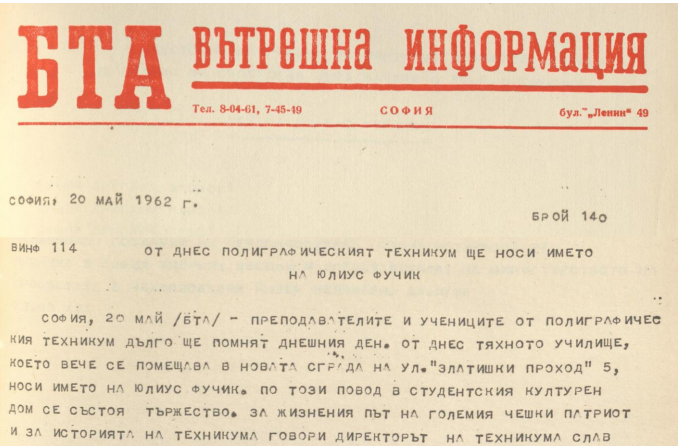 БТА ВЪТРЕШНА ИНФОРМАЦИЯ
Тел. 8-04-61, 7-45-49 СОФИЯ бул. „Ленин“ 49
СОФИЯ, 20 МАЙ 1962 г.
БРОЙ 140
ВИНФ 114 ОТ ДНЕС ПОЛИГРАФИЧЕСКИЯТ ТЕХНИКУМ ЩЕ НОСИ ИМЕТО
НА ЮЛИУС ФУЧИК
СОФИЯ, 20 МАЙ /БТА/ - ПРЕПОДАВАТЕЛИТЕ И УЧЕНИЦИТЕ ОТ ПОЛИГРАФИЧЕС
КИЯ ТЕХНИКУМ ДЪЛГО ЩЕ ПОМНЯТ ДНЕШНИЯ ДЕН. ОТ ДНЕС ТЯХНОТО УЧИЛИЩЕ,
КОЕТО ВЕЧЕ СЕ ПОМЕЩАВА В НОВАТА СГРАДА НА УЛ."ЗЛАТИШКИ ПРОХОД" 5,
НОСИ ИМЕТО НА ЮЛИУС ФУЧИК. ПО ТОЗИ ПОВОД В СТУДЕНТСКИЯ КУЛТУРЕН
ДОМ СЕ СЪСТОЯ ТЪРЖЕСТВО. ЗА ЖИЗНЕНИЯ ПЪТ НА ГОЛЕМИЯ ЧЕШКИ ПАТРИОТ
И ЗА ИСТОРИЯТА НА ТЕХНИКУМА ГОВОРИ ДИРЕКТОРЪТ НА ТЕХНИКУМА СЛАВ